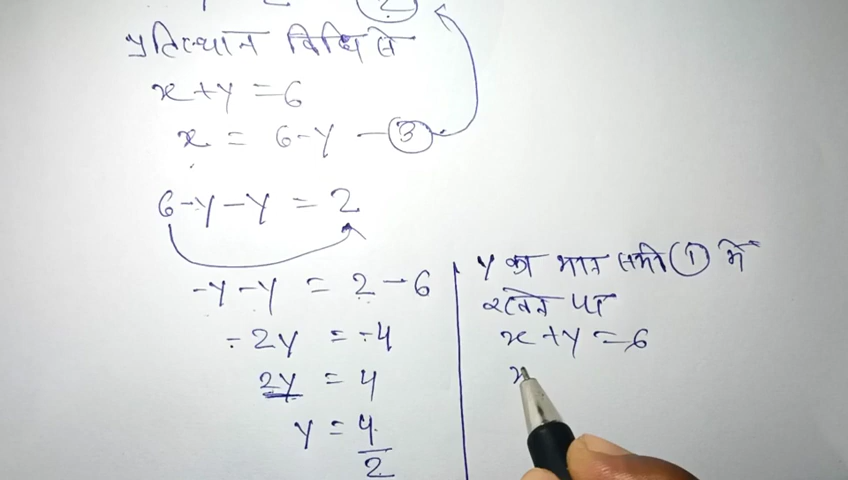 2
प्रतिस्थान विधि से
x+y=6
x = 6-y - 3
6-y-y = 2
-y-y = 2-6
-2y = -4
2y = 4
y = 4/2
y का मान समी 1 में
रखने पर
x+y=6
x